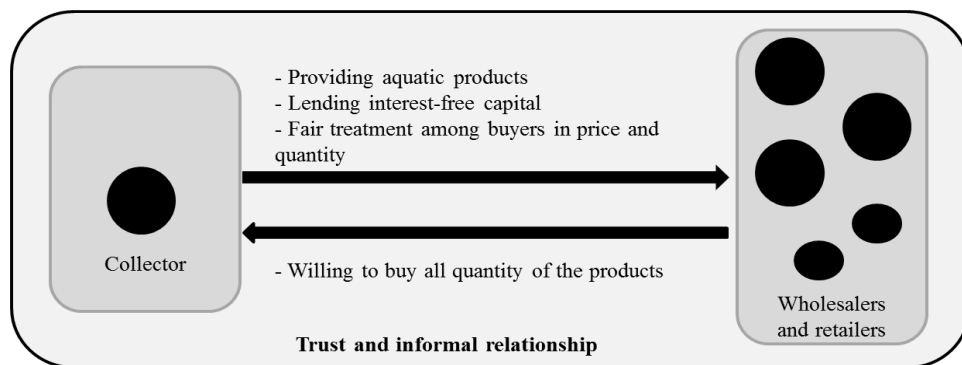 - Providing aquatic products
- Lending interest-free capital
- Fair treatment among buyers in price and
quantity
Collector
- Willing to buy all quantity of the products
Wholesalers
and retailers
Trust and informal relationship